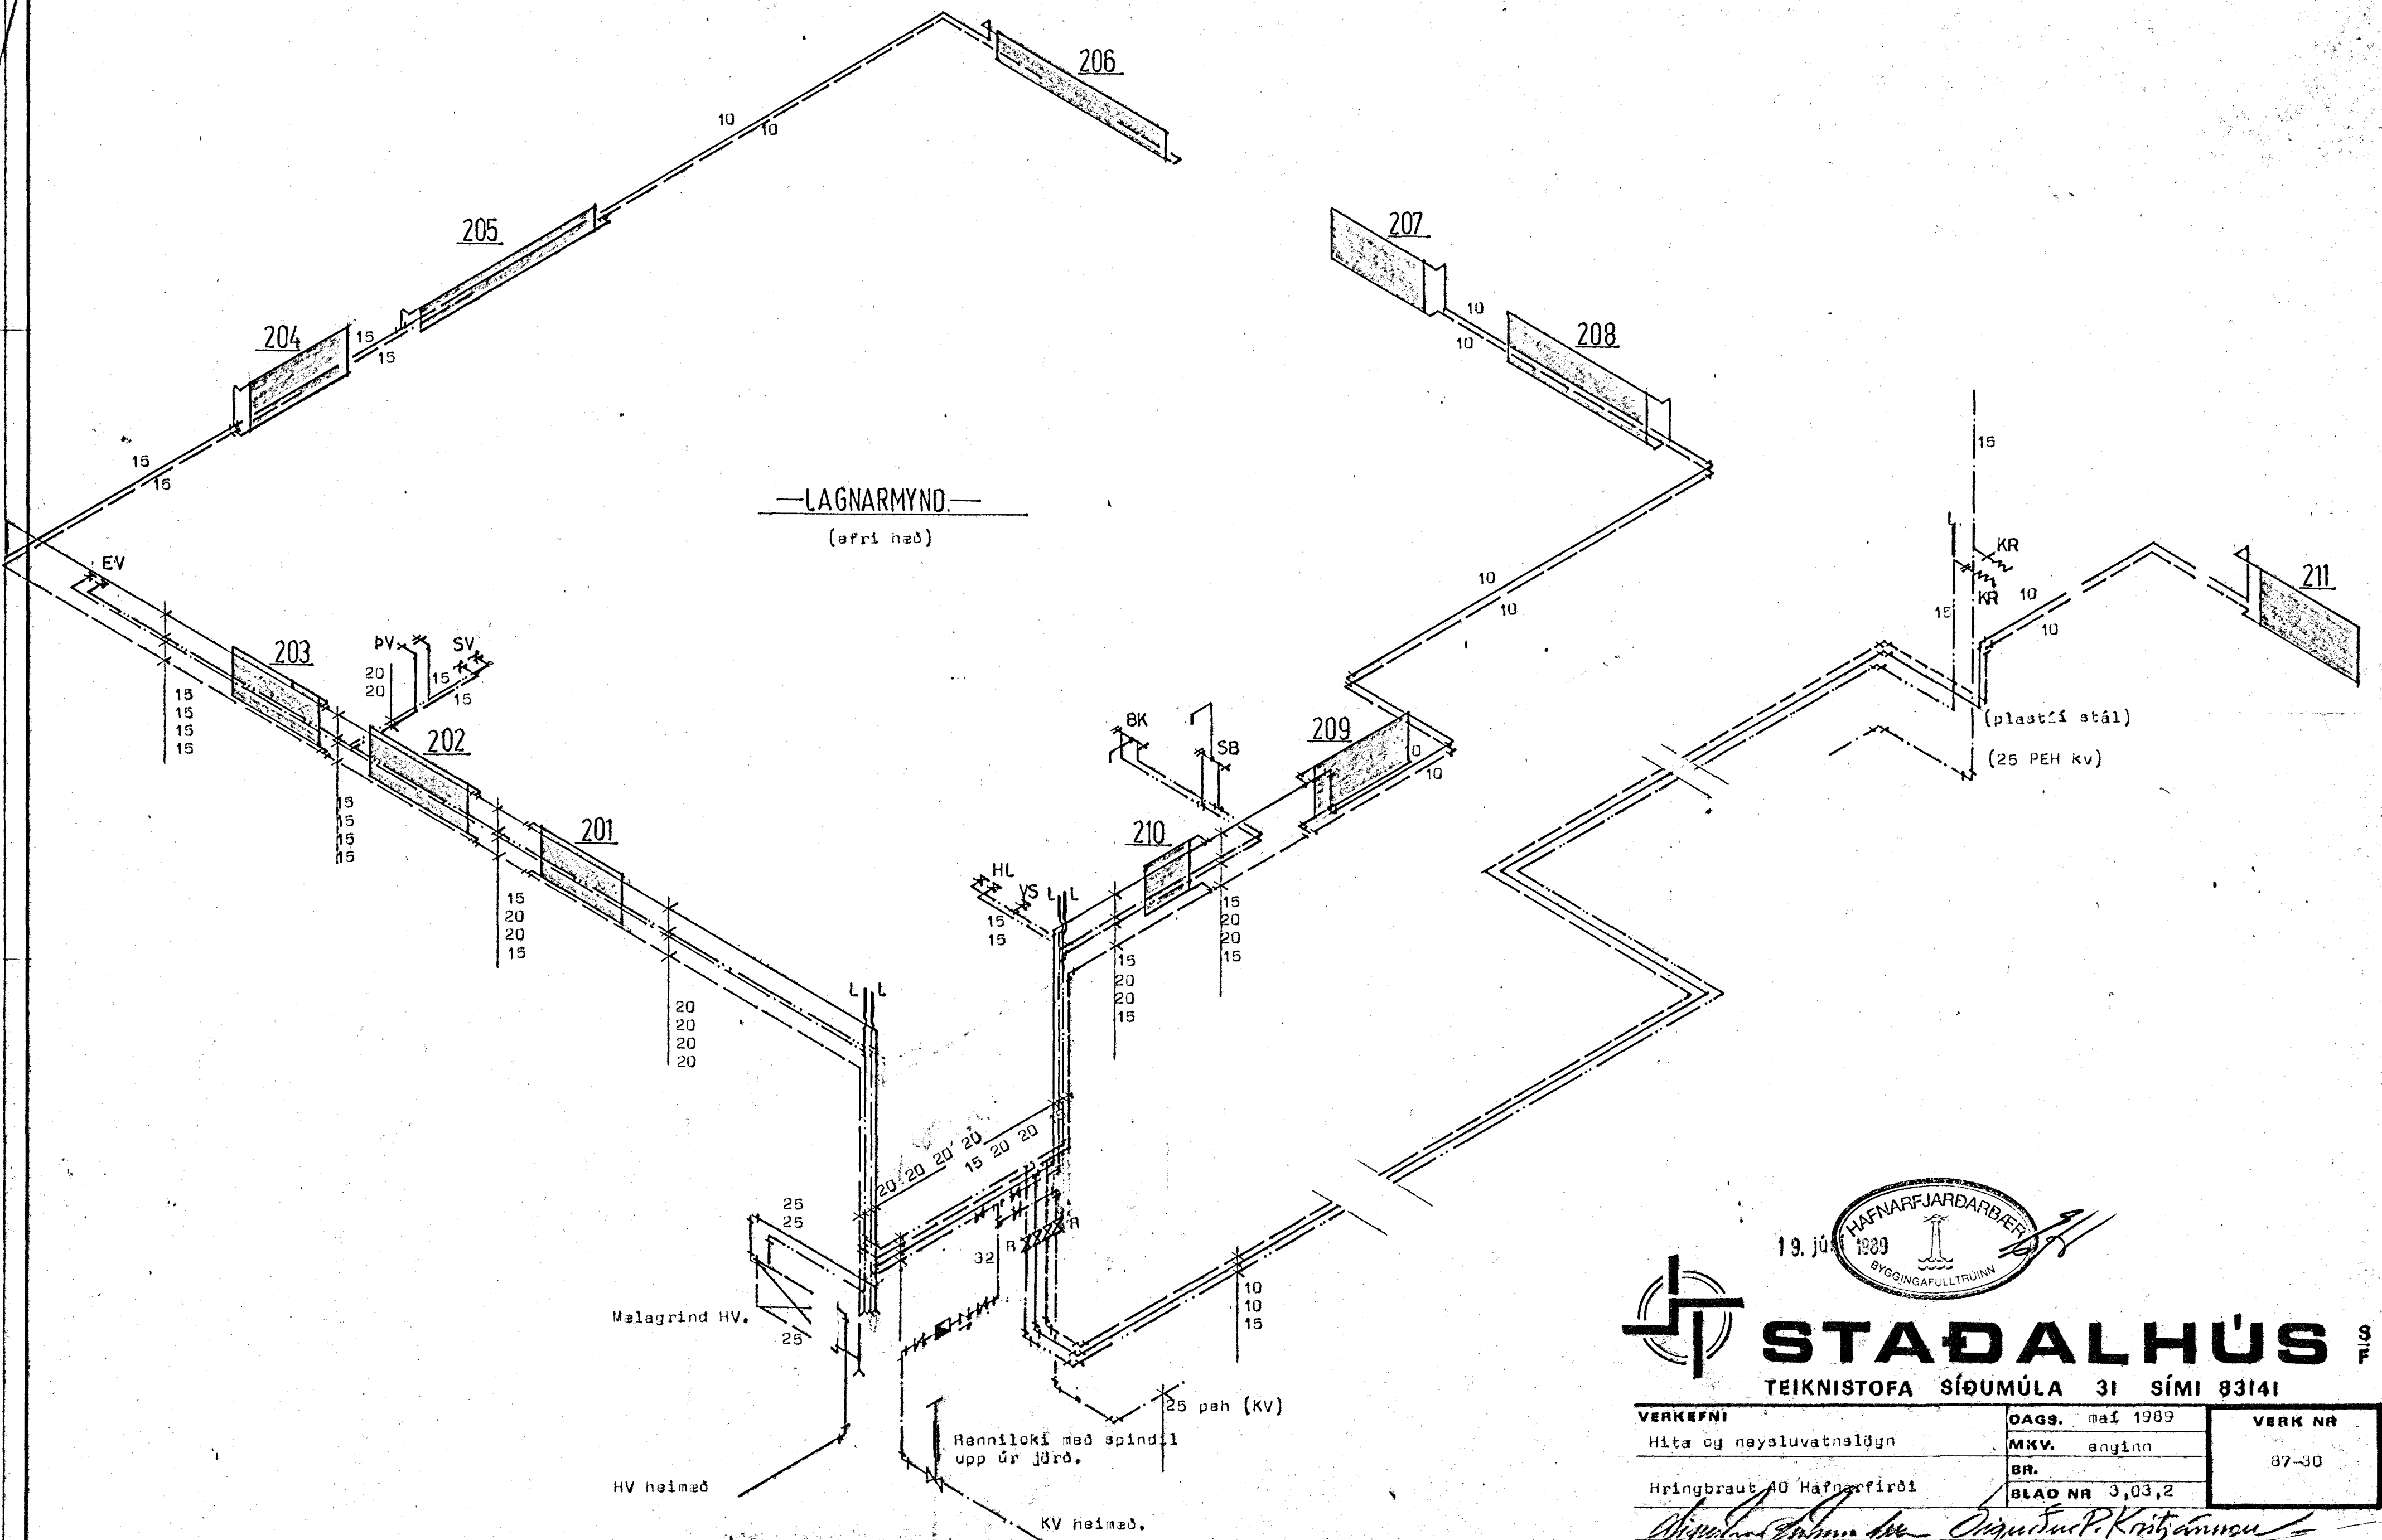 206
10
10
205
207
204
15
15
10
10
208
15
15
15
LAGNARMYND.
(efri hæð)
EV
L
KR
KR
15
10
10
211
10
10
ÞV
SV
203
20
20
15
15
15
15
15
15
202
BK
SB
209
0
10
(plast í stál)
(25 PEH Kv)
15
15
15
15
201
210
HL
VS
L L
15
15
15
20
20
15
15
20
20
15
15
20
20
15
L L
20
20
20
20
20 20 20 20
15 20 20
25
25
R
R
32
Mælagrind HV.
25
10
10
15
25 peh (KV)
Renniloki með spindil
upp úr jörð.
HV heimæð
KV heimæð.
HAFNARFJARÐARBÆR
19. júní 1989
BYGGINGAFULLTRÚINN
STAÐALHÚS SF
TEIKNISTOFA SÍÐUMÚLA 31 SÍMI 83141
VERKEFNI
Hita og neysluvatnslögn
Hringbraut 40 Hafnarfirði
DAGS. maí 1989
MKV. enginn
BR.
BLAÐ NR 3,03,2
VERK NR
87-30
Sigurður P. Kristjánsson